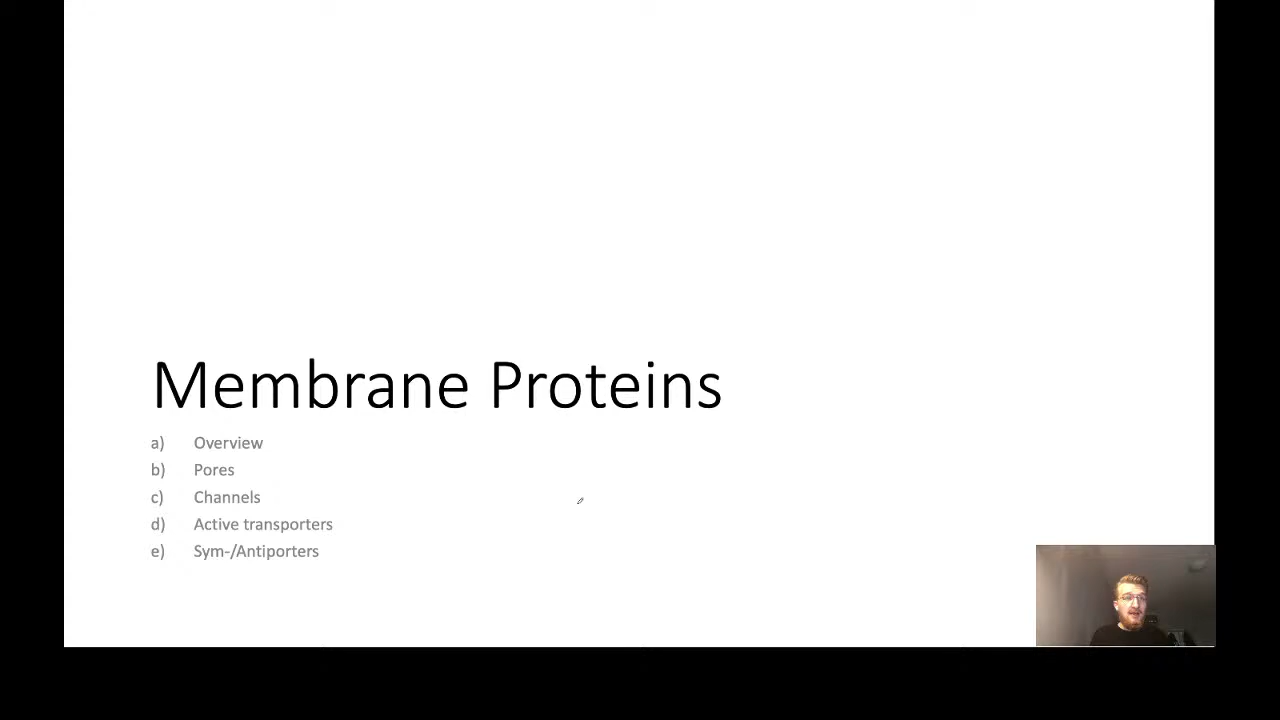 Membrane Proteins
a) Overview
b) Pores
c) Channels
d) Active transporters
e) Sym-/Antiporters